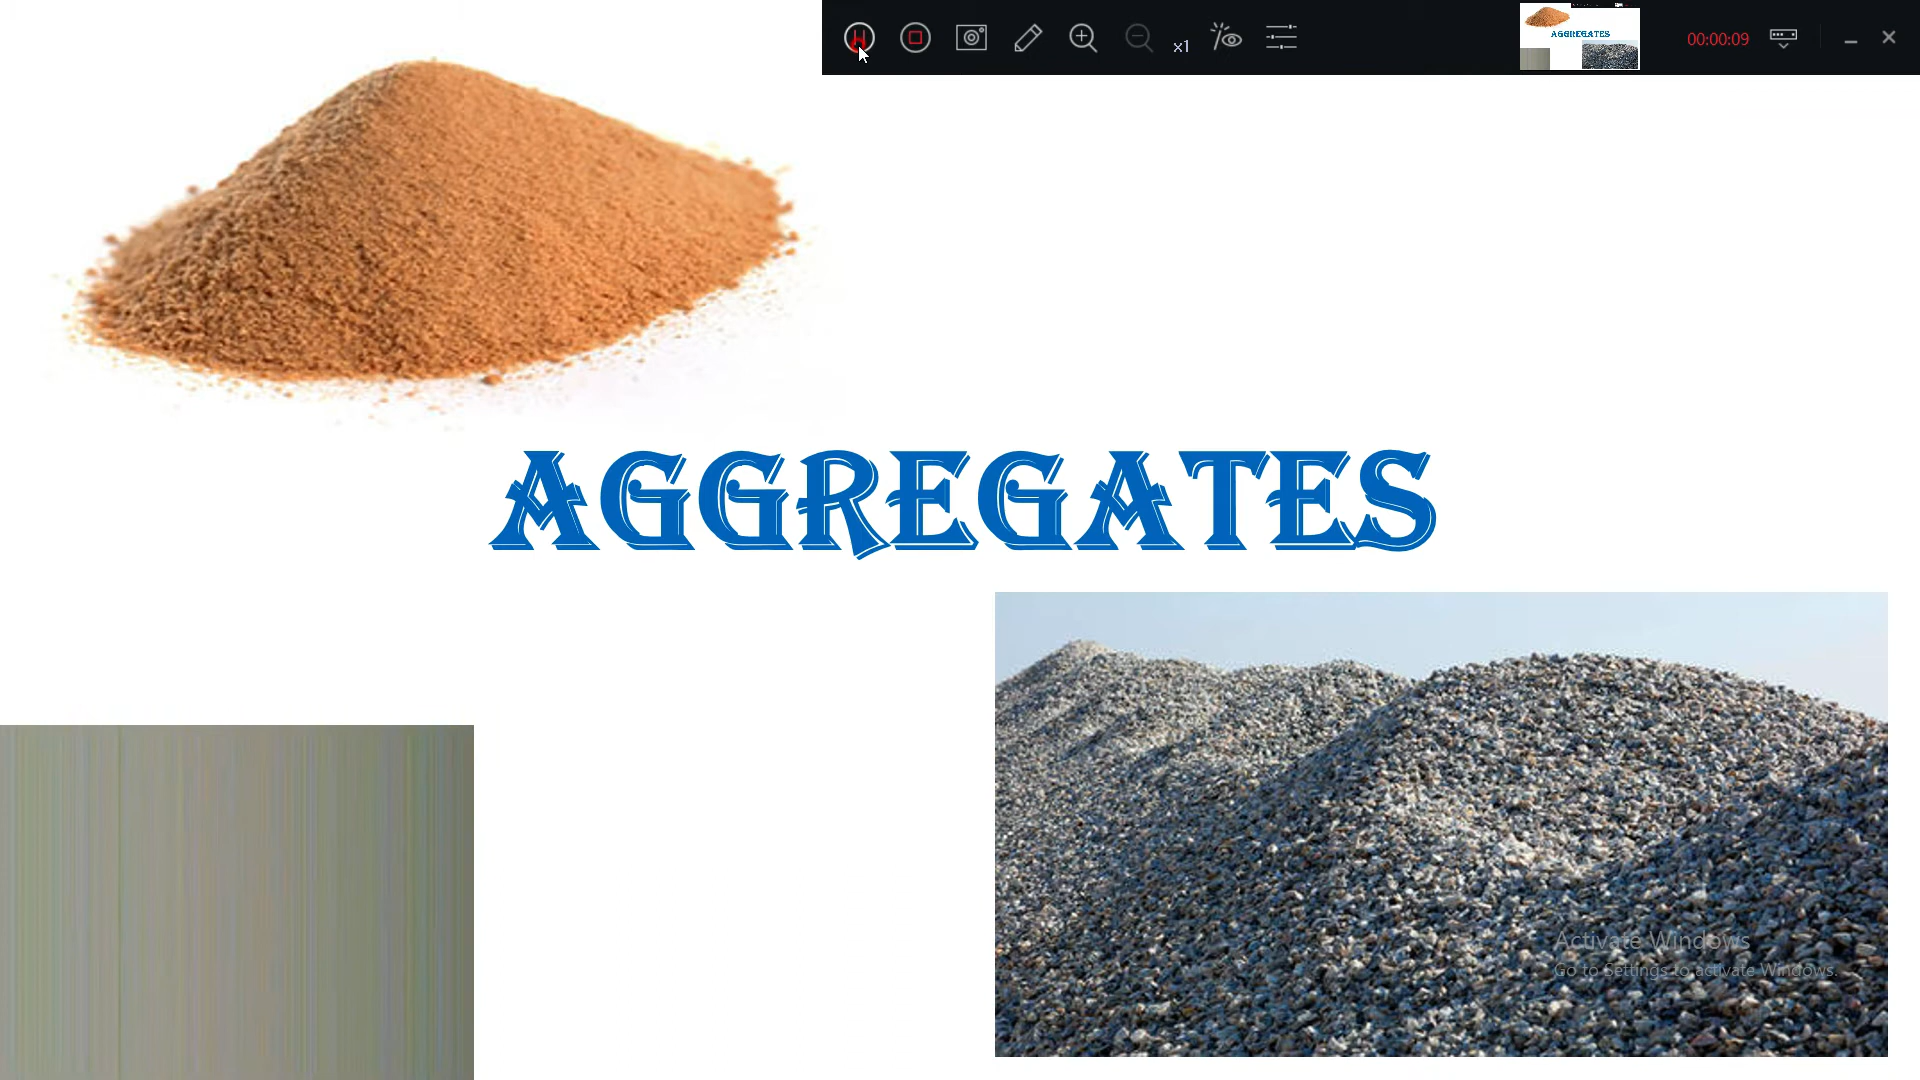 x1
00:00:09
AGGREGATES
AGGREGATES
Activate Windows
Go to Settings to activate Windows.